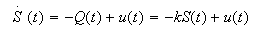 Ṡ (t) = −Q(t) + u(t) = −kS(t) + u(t)